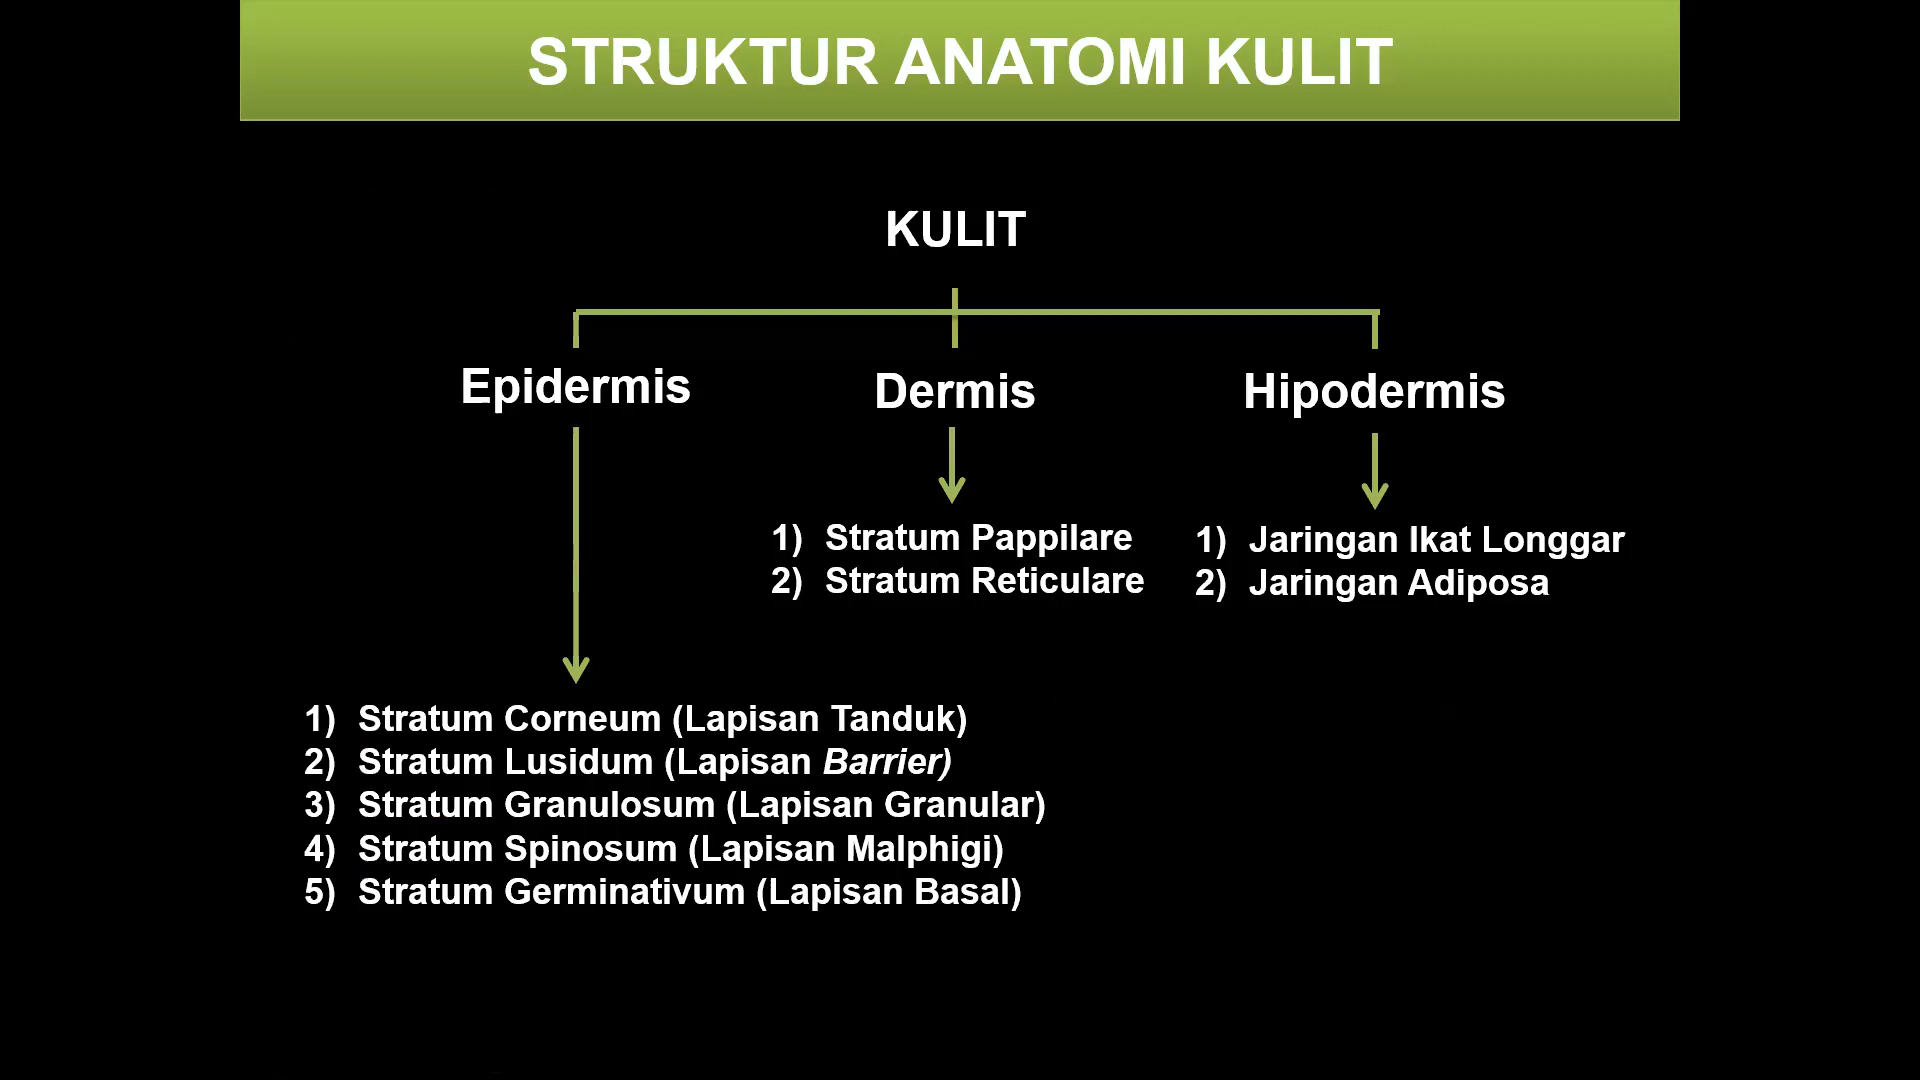 STRUKTUR ANATOMI KULIT
KULIT
Epidermis
Dermis
Hipodermis
1) Stratum Pappilare
2) Stratum Reticulare
1) Jaringan Ikat Longgar
2) Jaringan Adiposa
1) Stratum Corneum (Lapisan Tanduk)
2) Stratum Lusidum (Lapisan Barrier)
3) Stratum Granulosum (Lapisan Granular)
4) Stratum Spinosum (Lapisan Malphigi)
5) Stratum Germinativum (Lapisan Basal)